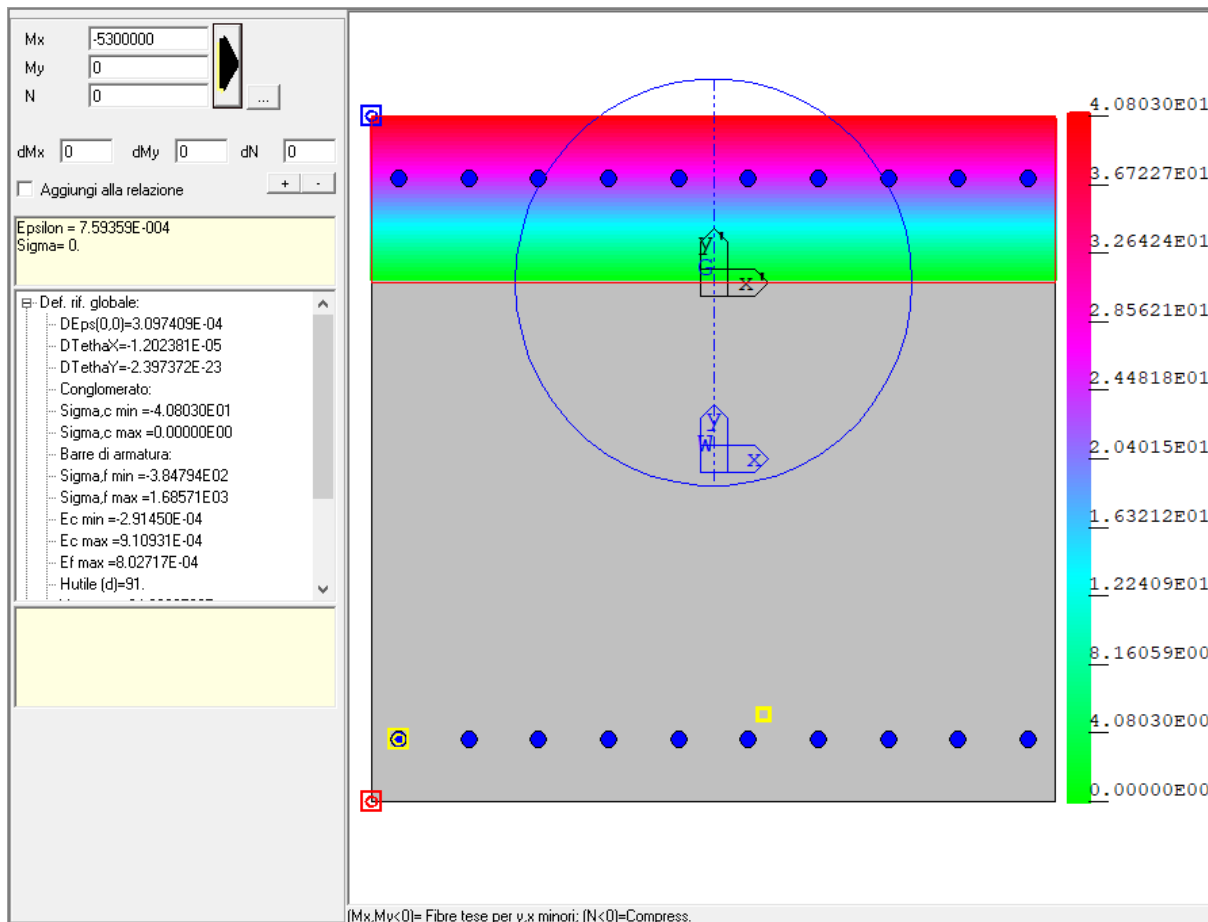 Mx -5300000
My 0
N 0
...
dMx 0 dMy 0 dN 0
Aggiungi alla relazione + -
Epsilon = 7.59359E-004
Sigma= 0.
Def. rif. globale:
DEps(0,0)=3.097409E-04
DTethaX=-1.202381E-05
DTethaY=-2.397372E-23
Conglomerato:
Sigma,c min =-4.08030E01
Sigma,c max =0.00000E00
Barre di armatura:
Sigma,f min =-3.84794E02
Sigma,f max =1.68571E03
Ec min =-2.91450E-04
Ec max =9.10931E-04
Ef max =8.02717E-04
Hutile (d)=91.
y
G
x
y
W
x
4.08030E01
3.67227E01
3.26424E01
2.85621E01
2.44818E01
2.04015E01
1.63212E01
1.22409E01
8.16059E00
4.08030E00
0.00000E00
(Mx,My<0)= Fibre tese per y,x minori; (N<0)=Compress.